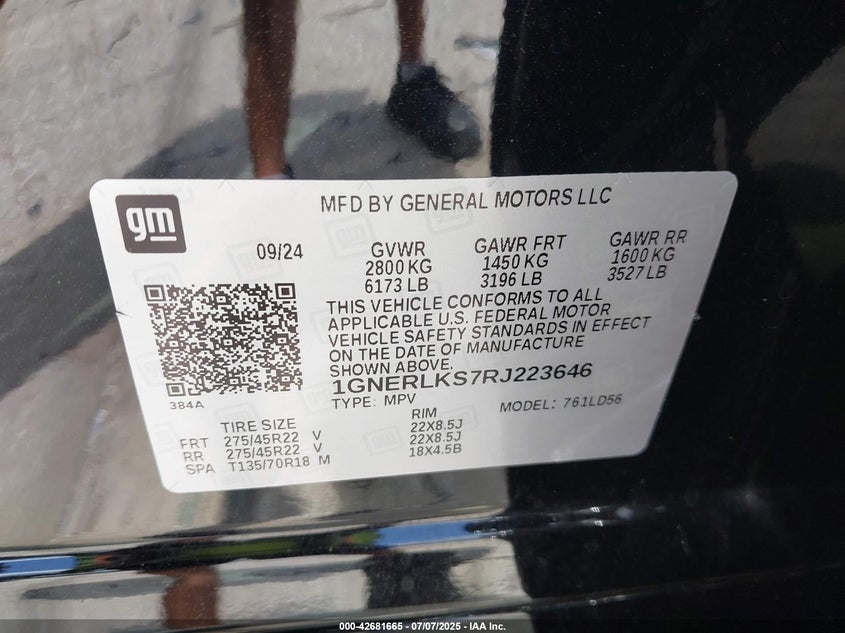 gm
MFD BY GENERAL MOTORS LLC
09/24
GVWR
2800 KG
6173 LB
GAWR FRT
1450 KG
3196 LB
GAWR RR
1600 KG
3527 LB
THIS VEHICLE CONFORMS TO ALL
APPLICABLE U.S. FEDERAL MOTOR
VEHICLE SAFETY STANDARDS IN EFFECT
ON THE DATE OF MANUFACTURE
SHOWN ABOVE.
1GNERLKS7RJ223646
TYPE: MPV
MODEL: 761LD56
384A
TIRE SIZE
RIM
FRT 275/45R22 V 22X8.5J
RR 275/45R22 V 22X8.5J
SPA T135/70R18 M 18X4.5B
000-42681665 - 07/07/2025 - IAA Inc.